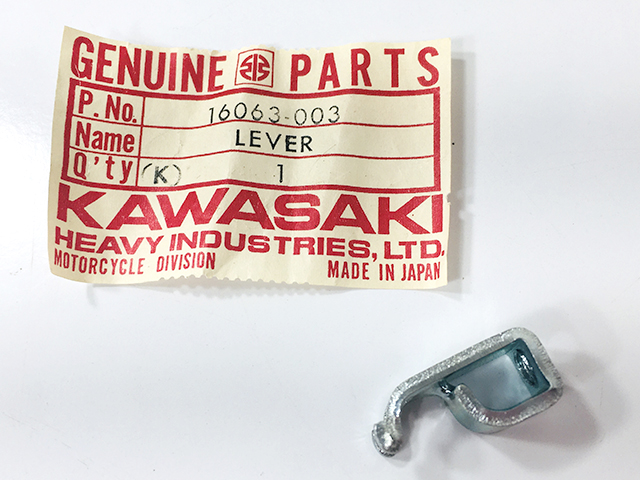 GENUINE PARTS
P. No. 16063-003
Name LEVER
Q'ty (K) 1
KAWASAKI
HEAVY INDUSTRIES, LTD.
MOTORCYCLE DIVISION MADE IN JAPAN